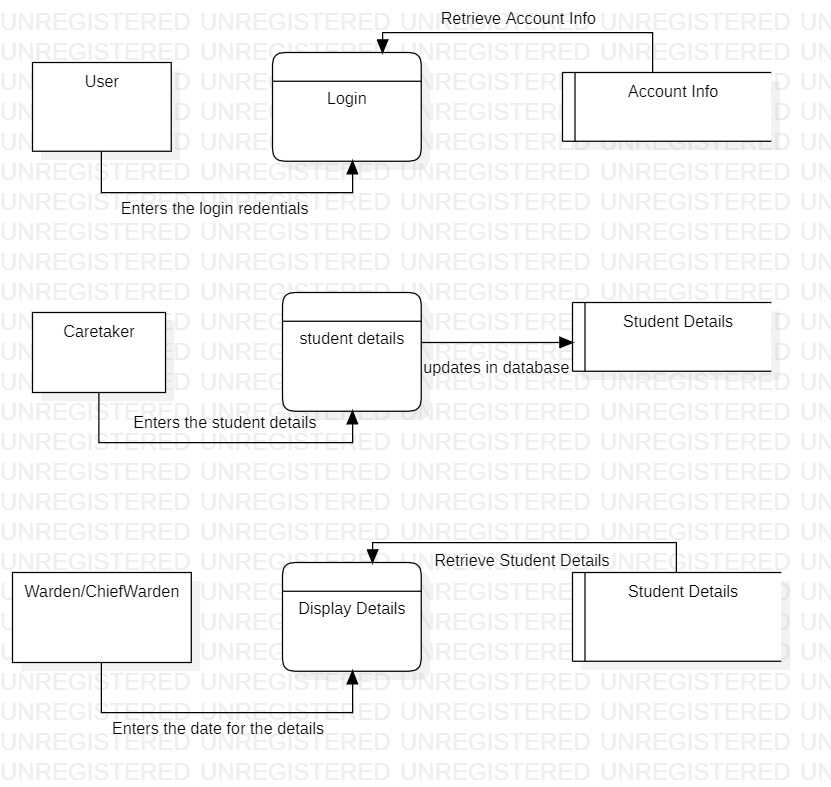 Retrieve Account Info
User
Login
Account Info
Enters the login redentials
Caretaker
student details
Student Details
updates in database
Enters the student details
Retrieve Student Details
Warden/ChiefWarden
Display Details
Student Details
Enters the date for the details
UNREGISTERED